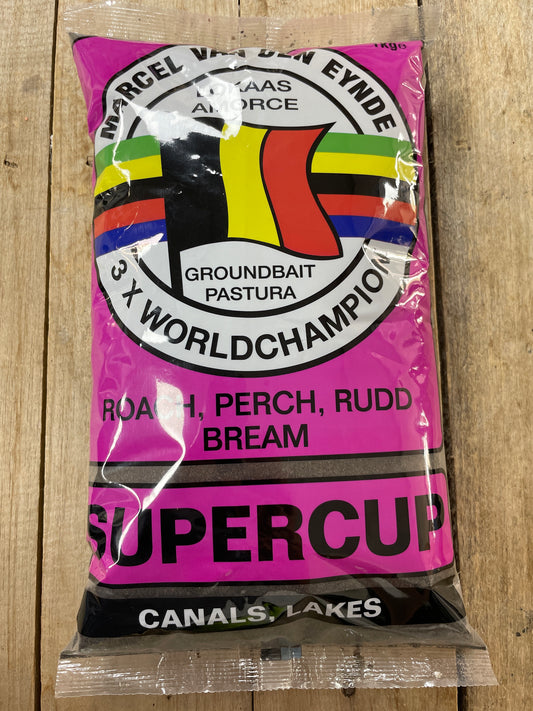 1kg℮
MARCEL VAN DEN EYNDE
LOKAAS
AMORCE
GROUNDBAIT
PASTURA
3 X WORLDCHAMPION
ROACH, PERCH, RUDD
BREAM
SUPERCUP
CANALS, LAKES